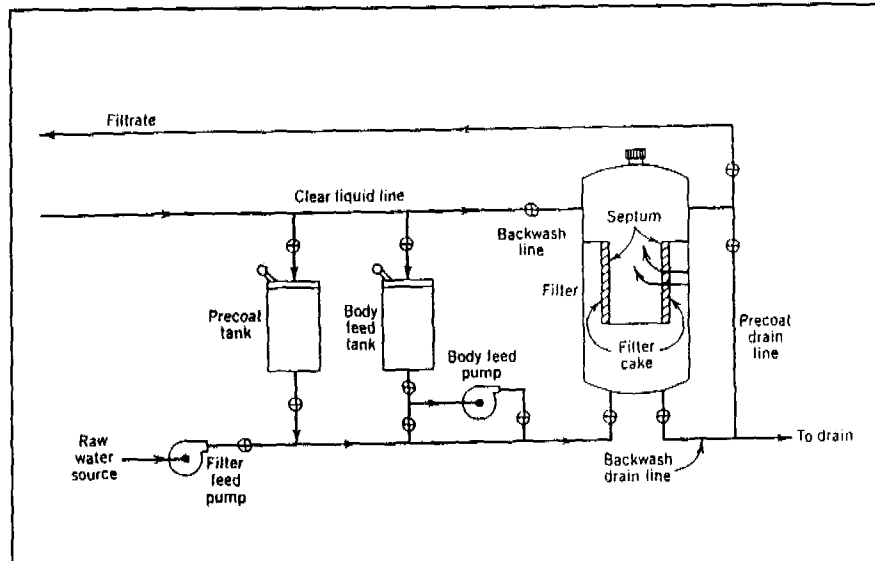 Filtrate
Clear liquid line
Backwash
line
Septum
Filter
Precoat
tank
Body
feed
tank
Body feed
pump
Filter
cake
Precoat
drain
line
Raw
water
source
Filter
feed
pump
To drain
Backwash
drain line